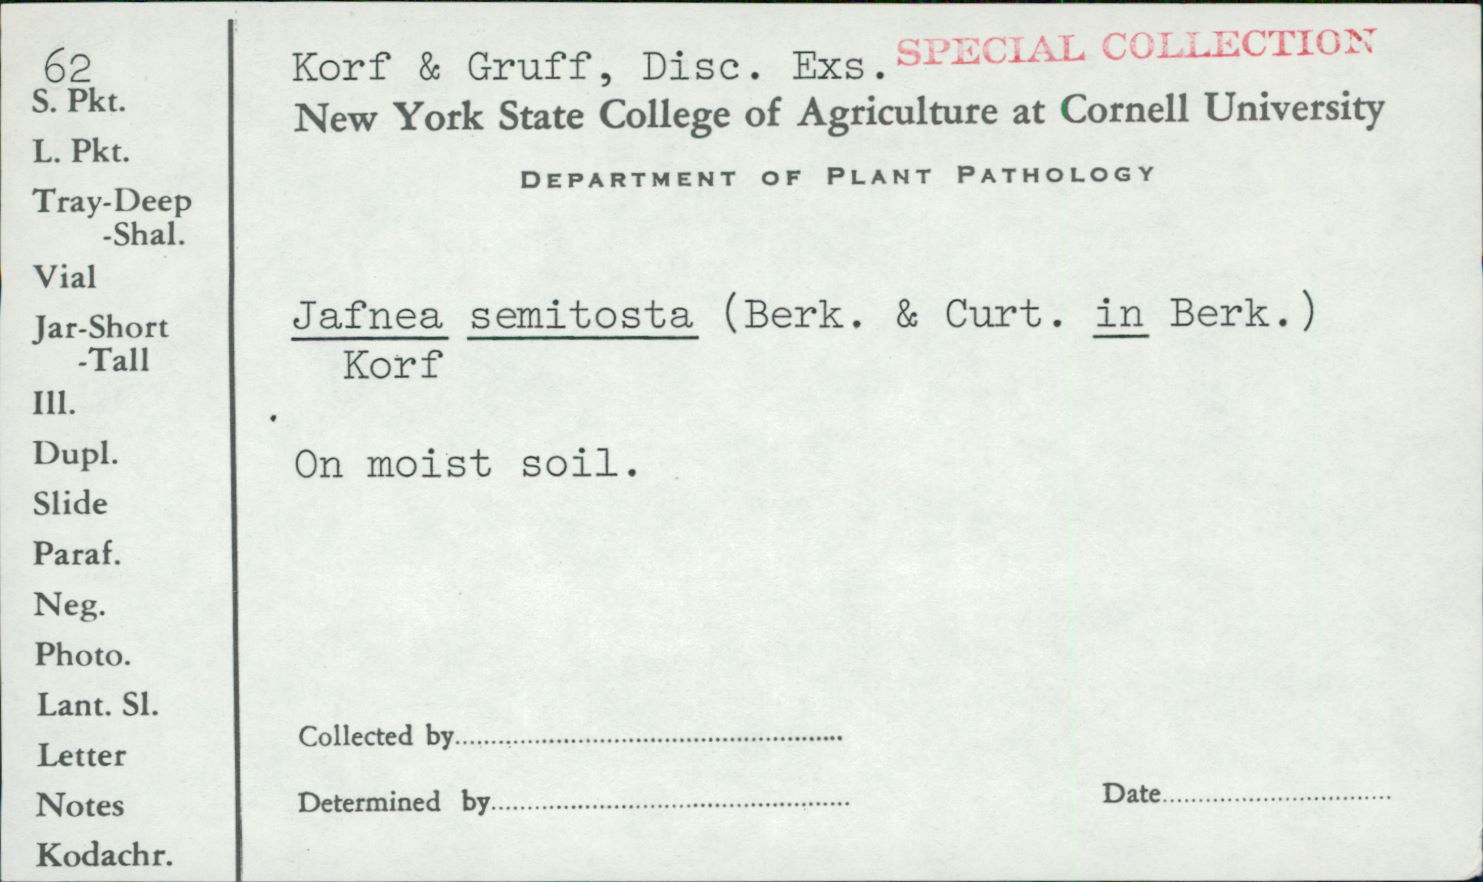 62
S. Pkt.
L. Pkt.
Tray-Deep
-Shal.
Vial
Jar-Short
-Tall
Ill.
Dupl.
Slide
Paraf.
Neg.
Photo.
Lant. Sl.
Letter
Notes
Kodachr.
Korf & Gruff, Disc. Exs. SPECIAL COLLECTION
New York State College of Agriculture at Cornell University
DEPARTMENT OF PLANT PATHOLOGY
Jafnea semitosta (Berk. & Curt. in Berk.)
Korf
On moist soil.
Collected by
Determined by
Date